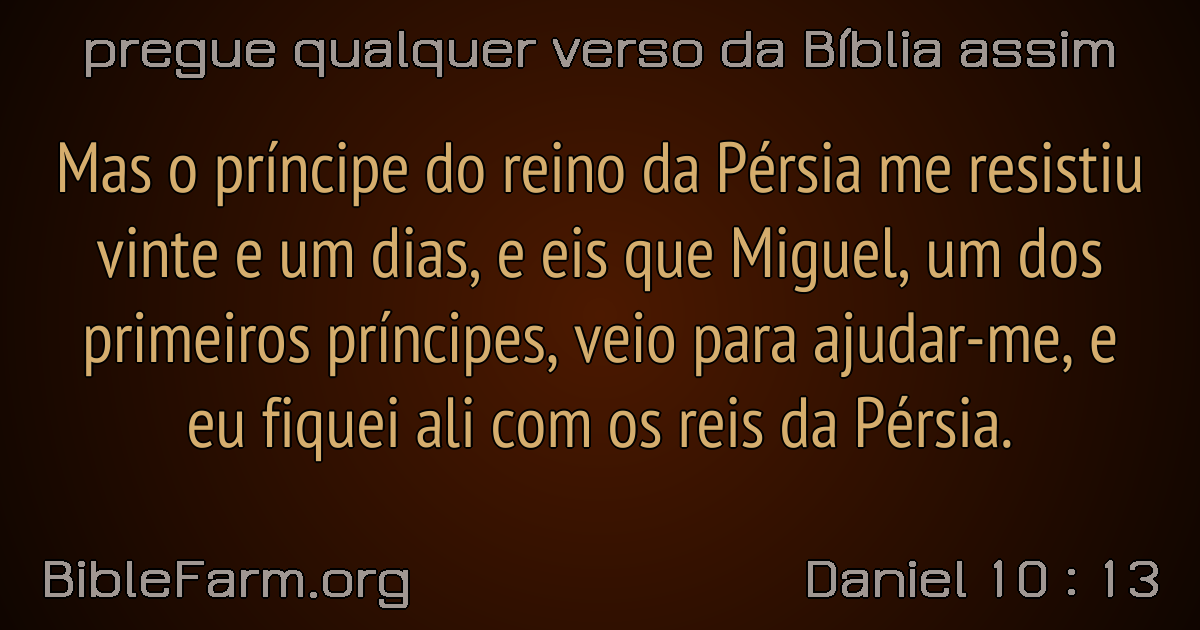 pregue qualquer verso da Bíblia assim
Mas o príncipe do reino da Pérsia me resistiu
vinte e um dias, e eis que Miguel, um dos
primeiros príncipes, veio para ajudar-me, e
eu fiquei ali com os reis da Pérsia.
BibleFarm.org
Daniel 10 : 13